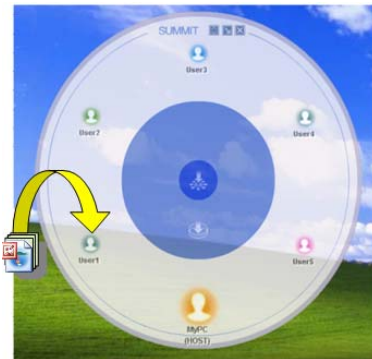 SUMMIT
User3
User2
User4
User1
User5
MyPC
(HOST)